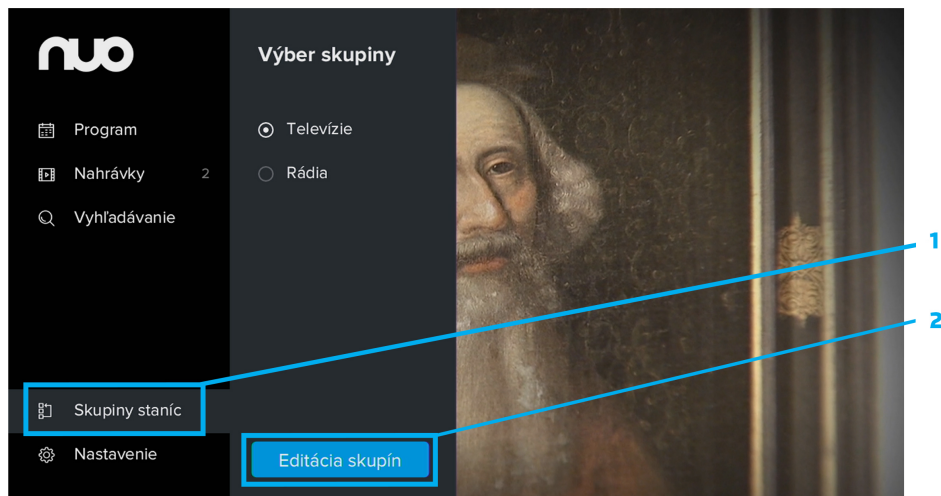 nuo
Výber skupiny
Program
Televízie
Nahrávky 2
Rádia
Vyhľadávanie
1
2
Skupiny staníc
Nastavenie
Editácia skupín